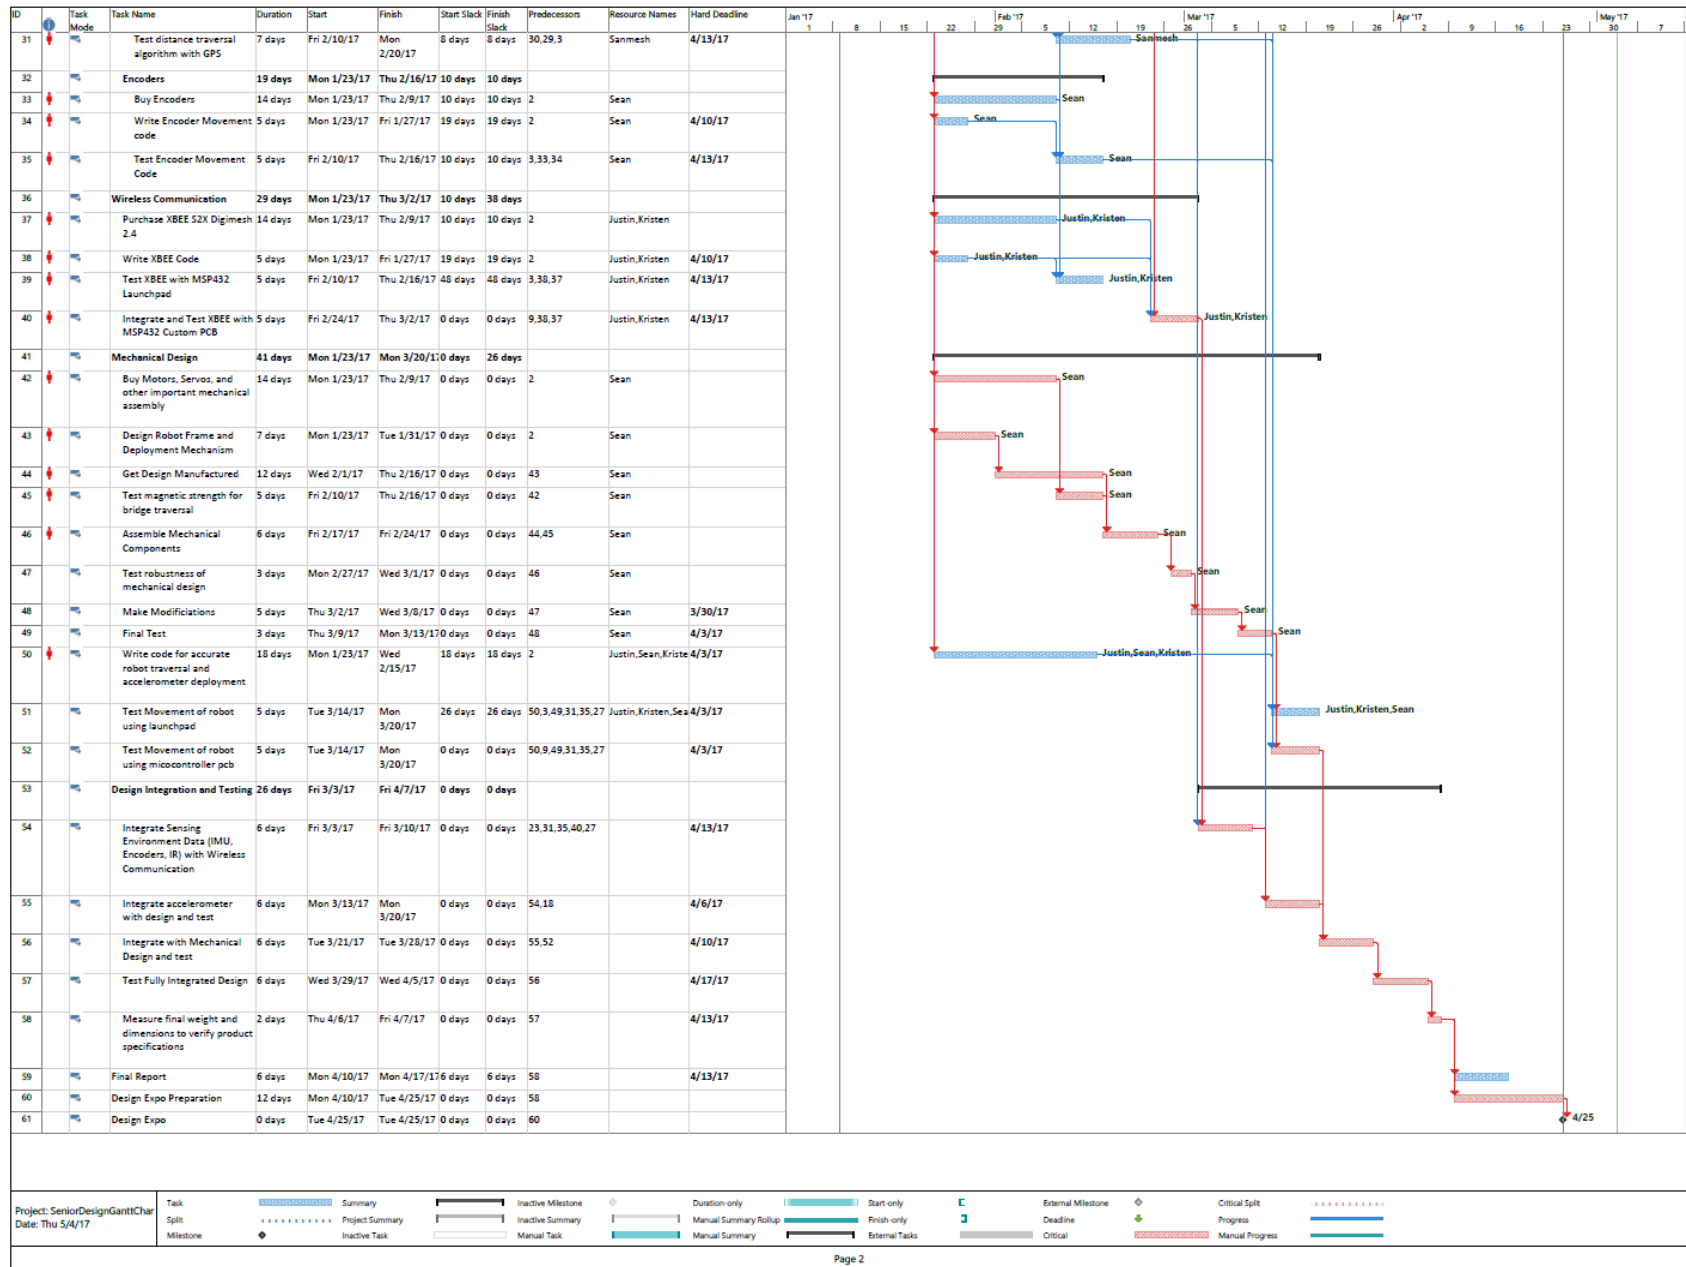 ID Task Mode Task Name Duration Start Finish Start Slack Finish Slack Predecessors Resource Names Hard Deadline
Jan '17 Feb '17 Mar '17 Apr '17 May '17
1 8 15 22 29 5 12 19 26 5 12 19 26 2 9 16 23 30 7
31 Test distance traversal algorithm with GPS 7 days Fri 2/10/17 Mon 2/20/17 8 days 8 days 30,29,3 Sanmesh 4/13/17 Sanmesh
32 Encoders 19 days Mon 1/23/17 Thu 2/16/17 10 days 10 days
33 Buy Encoders 14 days Mon 1/23/17 Thu 2/9/17 10 days 10 days 2 Sean Sean
34 Write Encoder Movement code 5 days Mon 1/23/17 Fri 1/27/17 19 days 19 days 2 Sean 4/10/17 Sean
35 Test Encoder Movement Code 5 days Fri 2/10/17 Thu 2/16/17 10 days 10 days 3,33,34 Sean 4/13/17 Sean
36 Wireless Communication 29 days Mon 1/23/17 Thu 3/2/17 10 days 38 days
37 Purchase XBEE S2X Digimesh 2.4 14 days Mon 1/23/17 Thu 2/9/17 10 days 10 days 2 Justin,Kristen Justin,Kristen
38 Write XBEE Code 5 days Mon 1/23/17 Fri 1/27/17 19 days 19 days 2 Justin,Kristen 4/10/17 Justin,Kristen
39 Test XBEE with MSP432 Launchpad 5 days Fri 2/10/17 Thu 2/16/17 48 days 48 days 3,38,37 Justin,Kristen 4/13/17 Justin,Kristen
40 Integrate and Test XBEE with MSP432 Custom PCB 5 days Fri 2/24/17 Thu 3/2/17 0 days 0 days 9,38,37 Justin,Kristen 4/13/17 Justin,Kristen
41 Mechanical Design 41 days Mon 1/23/17 Mon 3/20/17 0 days 26 days
42 Buy Motors, Servos, and other important mechanical assembly 14 days Mon 1/23/17 Thu 2/9/17 0 days 0 days 2 Sean Sean
43 Design Robot Frame and Deployment Mechanism 7 days Mon 1/23/17 Tue 1/31/17 0 days 0 days 2 Sean Sean
44 Get Design Manufactured 12 days Wed 2/1/17 Thu 2/16/17 0 days 0 days 43 Sean Sean
45 Test magnetic strength for bridge traversal 5 days Fri 2/10/17 Thu 2/16/17 0 days 0 days 42 Sean Sean
46 Assemble Mechanical Components 6 days Fri 2/17/17 Fri 2/24/17 0 days 0 days 44,45 Sean Sean
47 Test robustness of mechanical design 3 days Mon 2/27/17 Wed 3/1/17 0 days 0 days 46 Sean Sean
48 Make Modificiations 5 days Thu 3/2/17 Wed 3/8/17 0 days 0 days 47 Sean 3/30/17 Sean
49 Final Test 3 days Thu 3/9/17 Mon 3/13/17 0 days 0 days 48 Sean 4/3/17 Sean
50 Write code for accurate robot traversal and accelerometer deployment 18 days Mon 1/23/17 Wed 2/15/17 18 days 18 days 2 Justin,Sean,Kriste 4/3/17 Justin,Sean,Kristen
51 Test Movement of robot using launchpad 5 days Tue 3/14/17 Mon 3/20/17 26 days 26 days 50,3,49,31,35,27 Justin,Kristen,Sea 4/3/17 Justin,Kristen,Sean
52 Test Movement of robot using micocontroller pcb 5 days Tue 3/14/17 Mon 3/20/17 0 days 0 days 50,9,49,31,35,27 4/3/17
53 Design Integration and Testing 26 days Fri 3/3/17 Fri 4/7/17 0 days 0 days
54 Integrate Sensing Environment Data (IMU, Encoders, IR) with Wireless Communication 6 days Fri 3/3/17 Fri 3/10/17 0 days 0 days 23,31,35,40,27 4/13/17
55 Integrate accelerometer with design and test 6 days Mon 3/13/17 Mon 3/20/17 0 days 0 days 54,18 4/6/17
56 Integrate with Mechanical Design and test 6 days Tue 3/21/17 Tue 3/28/17 0 days 0 days 55,52 4/10/17
57 Test Fully Integrated Design 6 days Wed 3/29/17 Wed 4/5/17 0 days 0 days 56 4/17/17
58 Measure final weight and dimensions to verify product specifications 2 days Thu 4/6/17 Fri 4/7/17 0 days 0 days 57 4/13/17
59 Final Report 6 days Mon 4/10/17 Mon 4/17/17 6 days 6 days 58 4/13/17
60 Design Expo Preparation 12 days Mon 4/10/17 Tue 4/25/17 0 days 0 days 58
61 Design Expo 0 days Tue 4/25/17 Tue 4/25/17 0 days 0 days 60 4/25
Project: SeniorDesignGanttChar
Date: Thu 5/4/17
Task Summary Inactive Milestone Duration-only Start-only External Milestone Critical Split
Split Project Summary Inactive Summary Manual Summary Rollup Finish-only Deadline Progress
Milestone Inactive Task Manual Task Manual Summary External Tasks Critical Manual Progress
Page 2